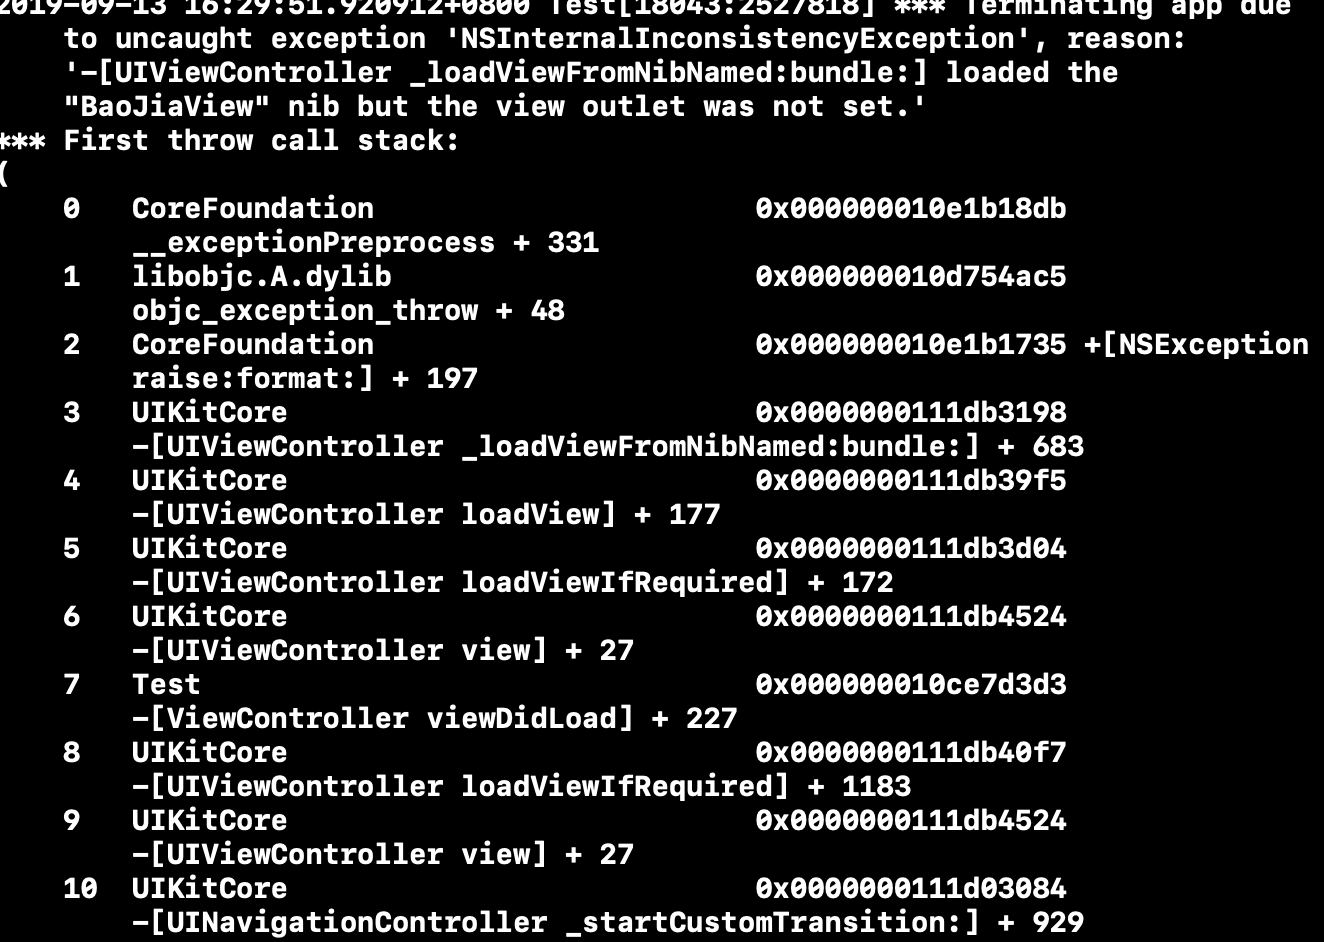 2019-09-13 16:29:51.920912+0800 Test[18043:2527818] *** Terminating app due
to uncaught exception 'NSInternalInconsistencyException', reason:
'-[UIViewController _loadViewFromNibNamed:bundle:] loaded the
"BaoJiaView" nib but the view outlet was not set.'
*** First throw call stack:
(
0 CoreFoundation 0x000000010e1b18db
__exceptionPreprocess + 331
1 libobjc.A.dylib 0x000000010d754ac5
objc_exception_throw + 48
2 CoreFoundation 0x000000010e1b1735 +[NSException
raise:format:] + 197
3 UIKitCore 0x0000000111db3198
-[UIViewController _loadViewFromNibNamed:bundle:] + 683
4 UIKitCore 0x0000000111db39f5
-[UIViewController loadView] + 177
5 UIKitCore 0x0000000111db3d04
-[UIViewController loadViewIfRequired] + 172
6 UIKitCore 0x0000000111db4524
-[UIViewController view] + 27
7 Test 0x000000010ce7d3d3
-[ViewController viewDidLoad] + 227
8 UIKitCore 0x0000000111db40f7
-[UIViewController loadViewIfRequired] + 1183
9 UIKitCore 0x0000000111db4524
-[UIViewController view] + 27
10 UIKitCore 0x0000000111d03084
-[UINavigationController _startCustomTransition:] + 929